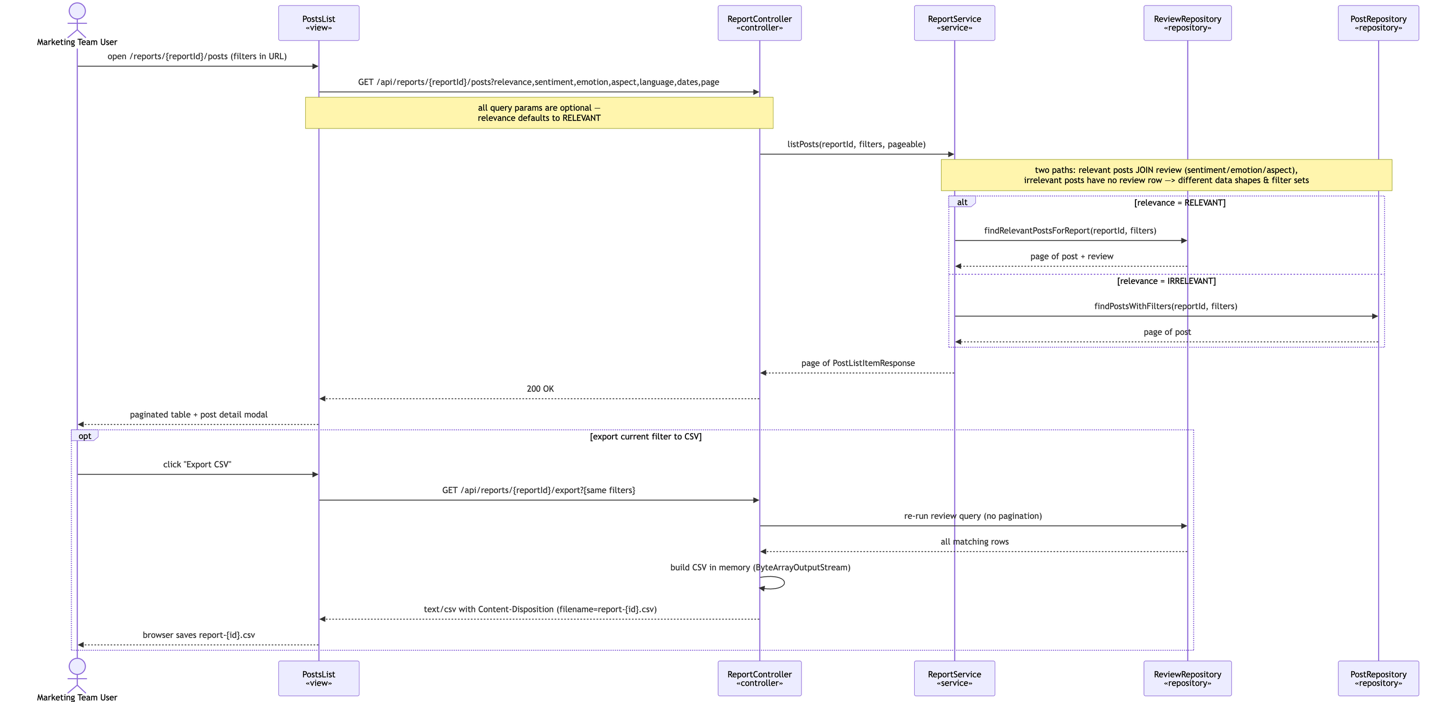 PostsList
«view»
ReportController
«controller»
ReportService
«service»
ReviewRepository
«repository»
PostRepository
«repository»
Marketing Team User
open /reports/{reportId}/posts (filters in URL)
GET /api/reports/{reportId}/posts?relevance,sentiment,emotion,aspect,language,dates,page
all query params are optional —
relevance defaults to RELEVANT
listPosts(reportId, filters, pageable)
two paths: relevant posts JOIN review (sentiment/emotion/aspect),
irrelevant posts have no review row —> different data shapes & filter sets
alt
[relevance = RELEVANT]
findRelevantPostsForReport(reportId, filters)
page of post + review
[relevance = IRRELEVANT]
findPostsWithFilters(reportId, filters)
page of post
page of PostListItemResponse
200 OK
paginated table + post detail modal
opt
[export current filter to CSV]
click "Export CSV"
GET /api/reports/{reportId}/export?{same filters}
re-run review query (no pagination)
all matching rows
build CSV in memory (ByteArrayOutputStream)
text/csv with Content-Disposition (filename=report-{id}.csv)
browser saves report-{id}.csv
PostsList
«view»
ReportController
«controller»
ReportService
«service»
ReviewRepository
«repository»
PostRepository
«repository»
Marketing Team User